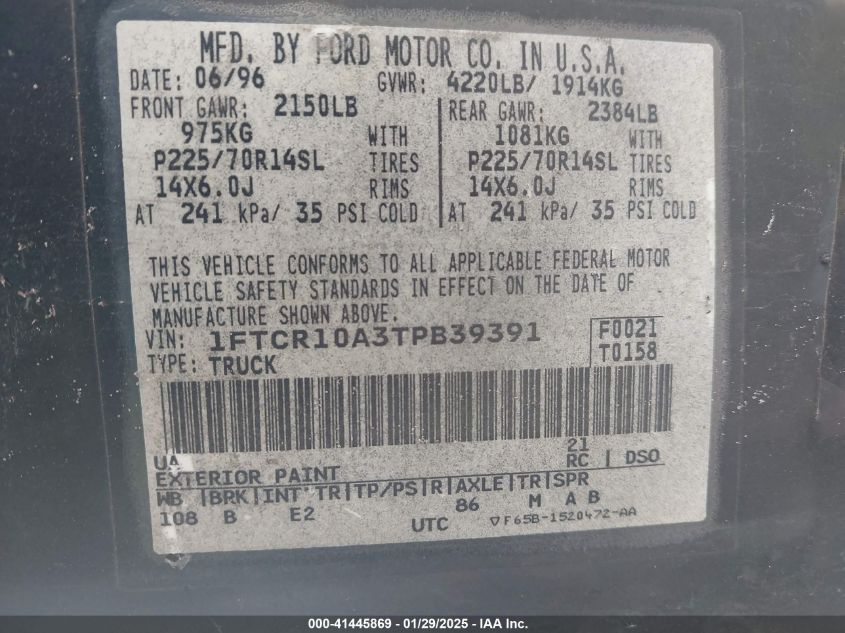 MFD. BY FORD MOTOR CO. IN U.S.A.
DATE: 06/96 GVWR: 4220LB/ 1914KG
FRONT GAWR: 2150LB REAR GAWR: 2384LB
975KG WITH 1081KG WITH
P225/70R14SL TIRES P225/70R14SL TIRES
14X6.0J RIMS 14X6.0J RIMS
AT 241 kPa/ 35 PSI COLD AT 241 kPa/ 35 PSI COLD
THIS VEHICLE CONFORMS TO ALL APPLICABLE FEDERAL MOTOR
VEHICLE SAFETY STANDARDS IN EFFECT ON THE DATE OF
MANUFACTURE SHOWN ABOVE.
VIN: 1FTCR10A3TPB39391 F0021
TYPE: TRUCK T0158
UA 21
EXTERIOR PAINT RC | DSO
WB |BRK|INT TR|TP/PS|R|AXLE|TR|SPR
108 B E2 86 M A B
UTC ▽F65B-1520472-AA
000-41445869 - 01/29/2025 - IAA Inc.